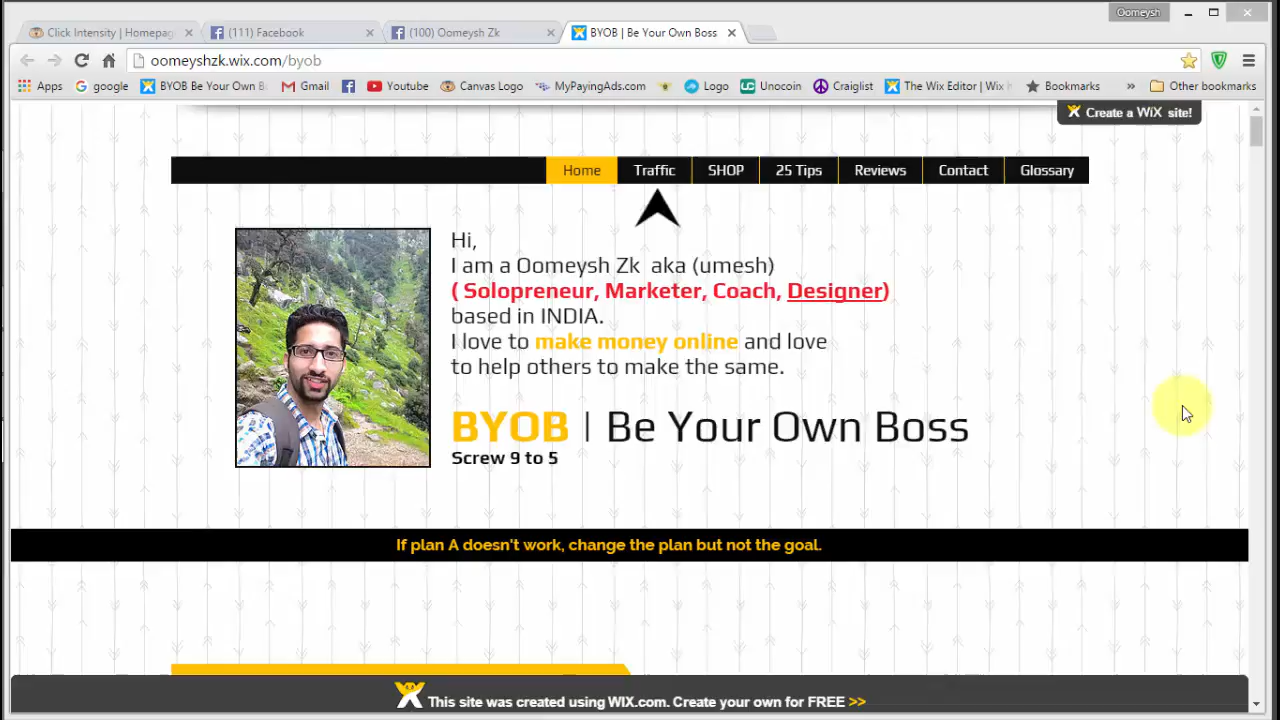 Oomeysh
Click Intensity | Homepag
(111) Facebook
(100) Oomeysh Zk
BYOB | Be Your Own Boss
oomeyshzk.wix.com/byob
Apps
google
BYOB Be Your Own B
Gmail
Youtube
Canvas Logo
MyPayingAds.com
Logo
Unocoin
Craiglist
The Wix Editor | Wix
Bookmarks
»
Other bookmarks
Create a WiX site!
Home
Traffic
SHOP
25 Tips
Reviews
Contact
Glossary
Hi,
I am a Oomeysh Zk aka (umesh)
( Solopreneur, Marketer, Coach, Designer)
based in INDIA.
I love to make money online and love
to help others to make the same.
BYOB | Be Your Own Boss
Screw 9 to 5
If plan A doesn't work, change the plan but not the goal.
This site was created using WIX.com. Create your own for FREE >>